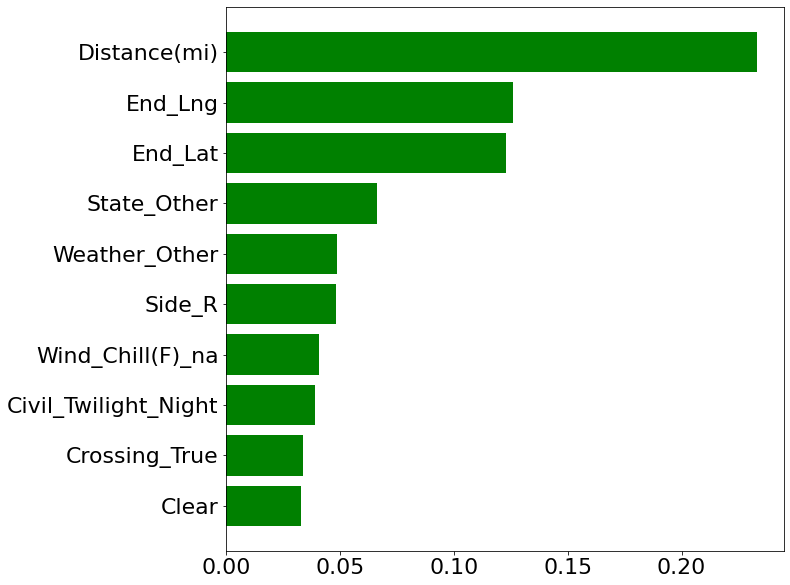 Distance(mi)
End_Lng
End_Lat
State_Other
Weather_Other
Side_R
Wind_Chill(F)_na
Civil_Twilight_Night
Crossing_True
Clear
0.00 0.05 0.10 0.15 0.20